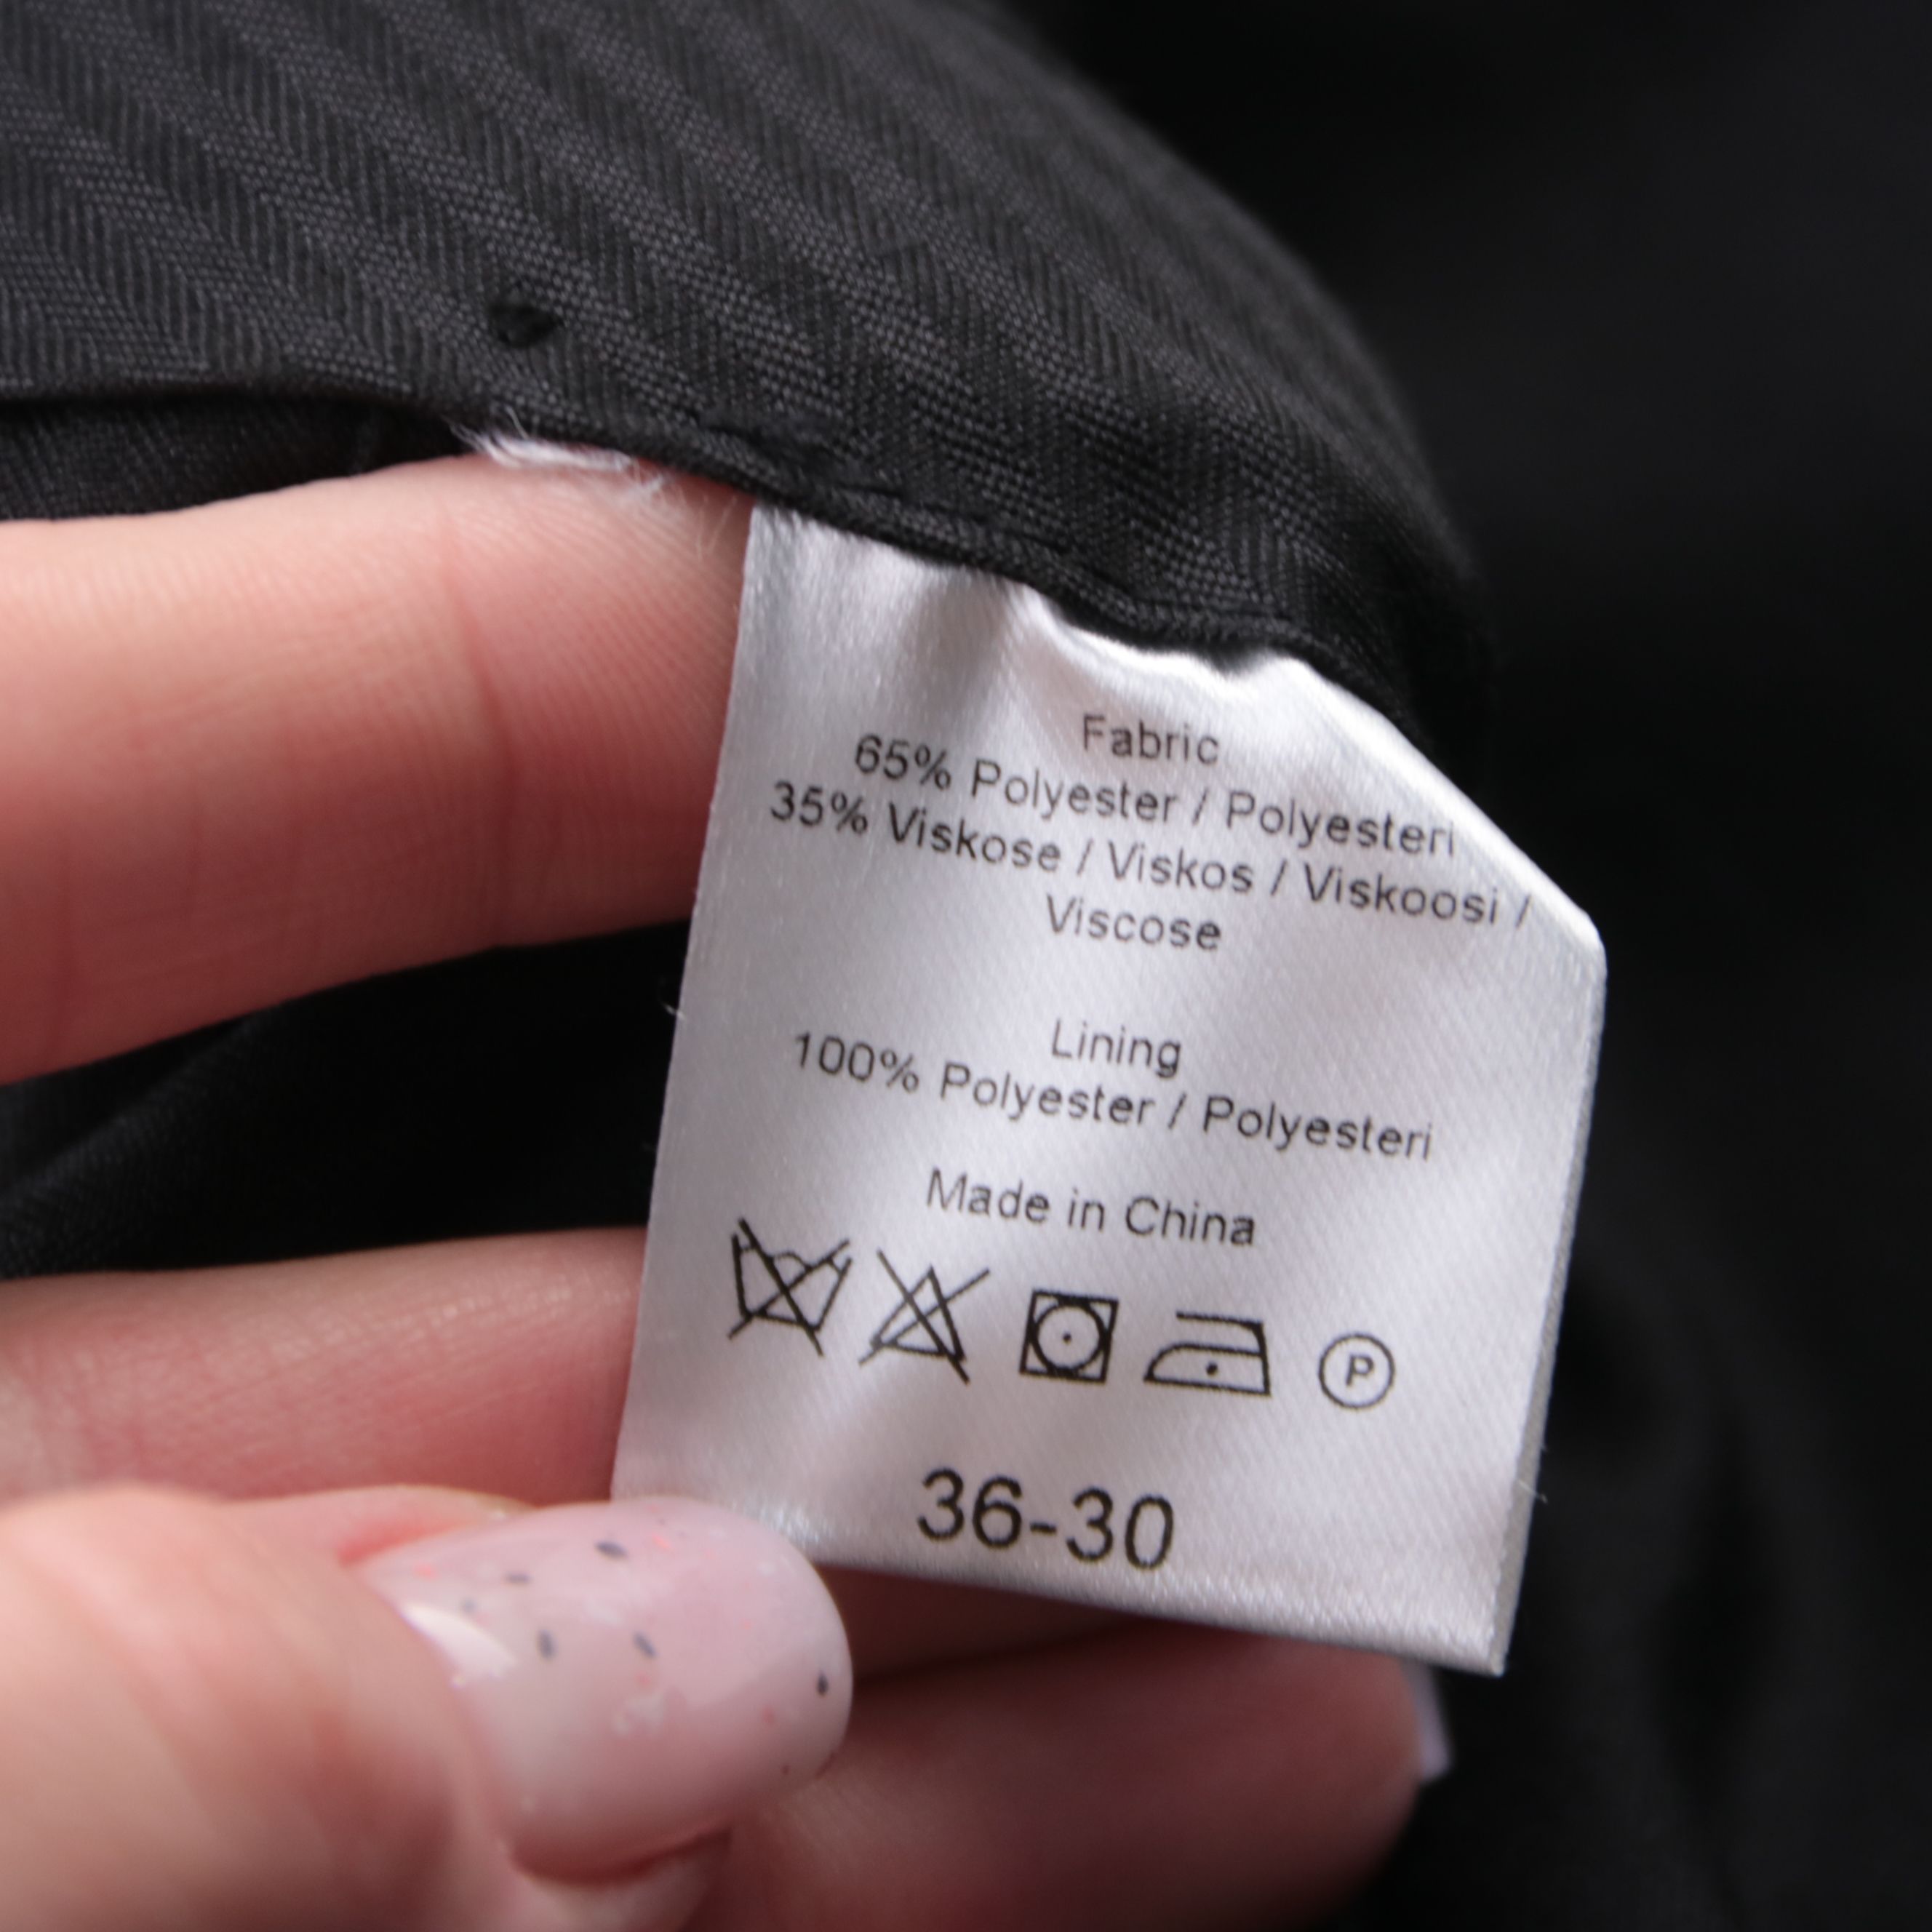 Fabric
65% Polyester / Polyesteri
35% Viskose / Viskos / Viskoosi /
Viscose
Lining
100% Polyester / Polyesteri
Made in China
P
36-30